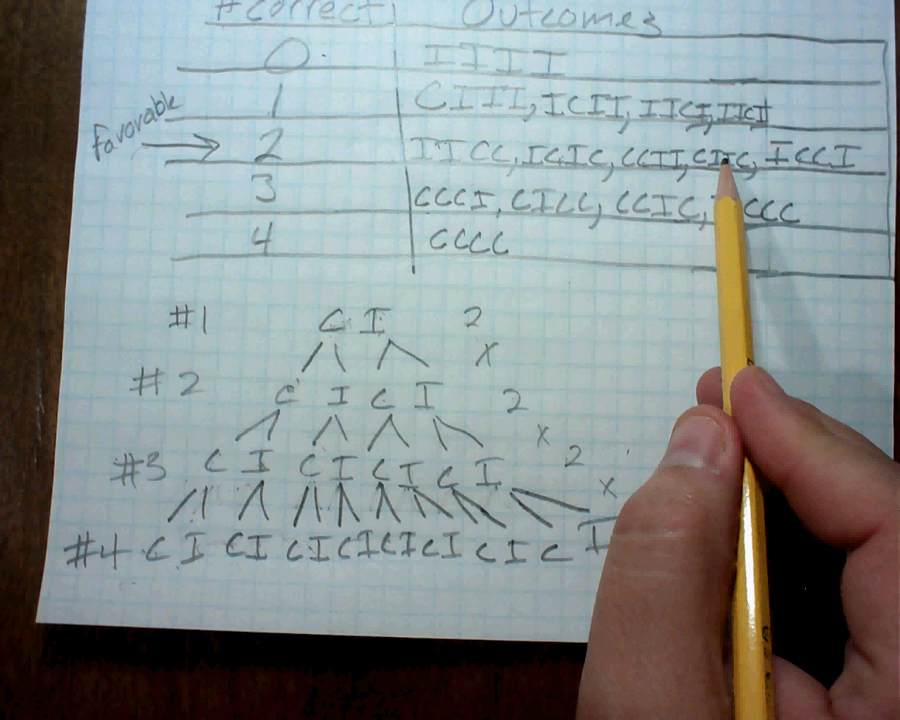 #correct Outcomes
0 IIII
1 CIII, ICII, IICI, IICI
favorable → 2 IICC, ICIC, CCII, CIIC, ICCI
3 CCCI, CICC, CCIC, CCC
4 CCCC
#1 C I 2
x
#2 C I C I 2
x
#3 C I C I C I C I 2
x
#4 C I C I C I C I C I C I C I C I